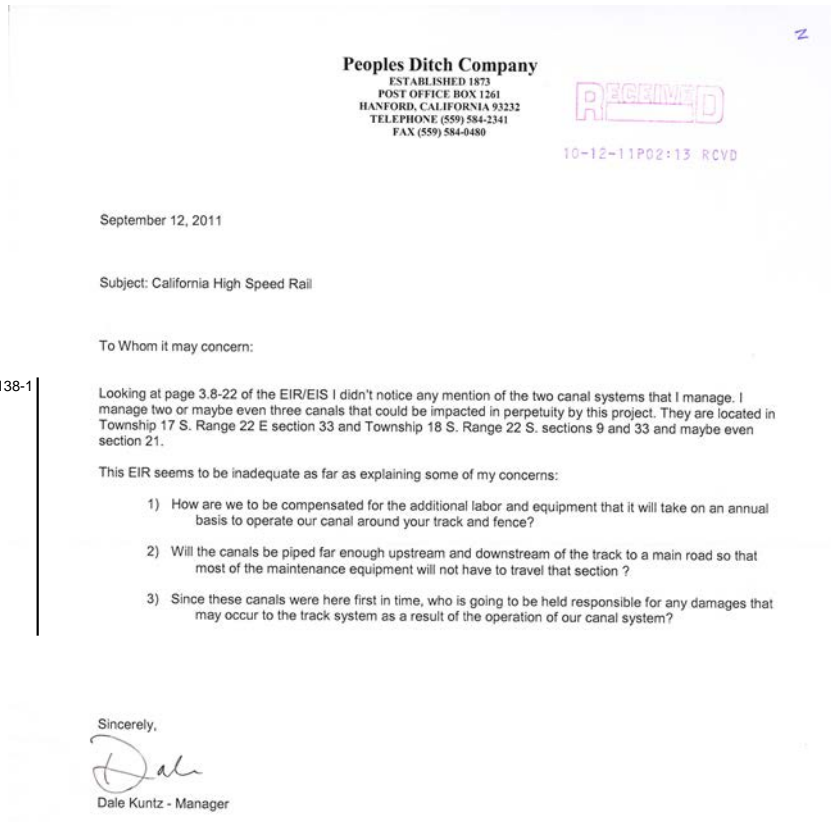 Z
Peoples Ditch Company
ESTABLISHED 1873
POST OFFICE BOX 1261
HANFORD, CALIFORNIA 93232
TELEPHONE (559) 584-2341
FAX (559) 584-0480
RECEIVED
10-12-11P02:13 RCVD
September 12, 2011
Subject: California High Speed Rail
To Whom it may concern:
138-1
Looking at page 3.8-22 of the EIR/EIS I didn't notice any mention of the two canal systems that I manage. I
manage two or maybe even three canals that could be impacted in perpetuity by this project. They are located in
Township 17 S. Range 22 E section 33 and Township 18 S. Range 22 S. sections 9 and 33 and maybe even
section 21.
This EIR seems to be inadequate as far as explaining some of my concerns:
1) How are we to be compensated for the additional labor and equipment that it will take on an annual
basis to operate our canal around your track and fence?
2) Will the canals be piped far enough upstream and downstream of the track to a main road so that
most of the maintenance equipment will not have to travel that section ?
3) Since these canals were here first in time, who is going to be held responsible for any damages that
may occur to the track system as a result of the operation of our canal system?
Sincerely,
Dale
Dale Kuntz - Manager